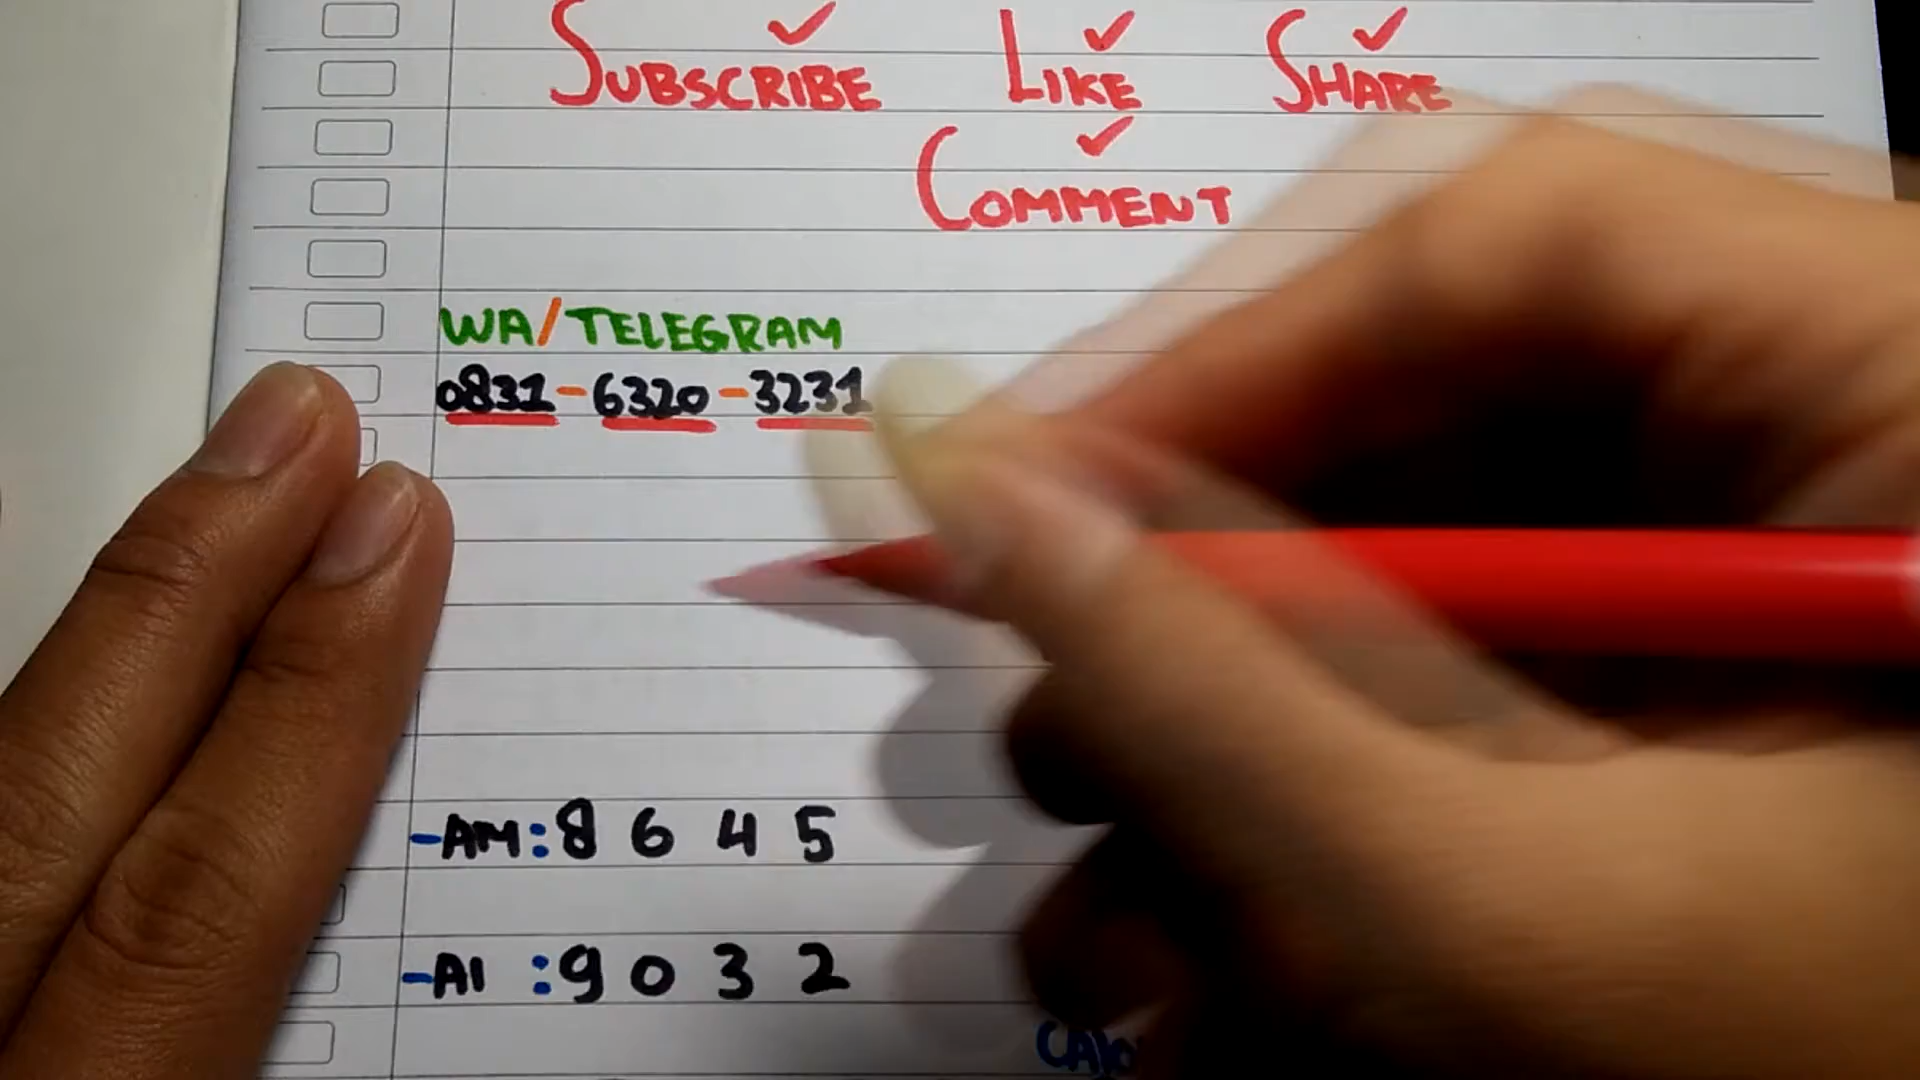 SUBSCRIBE LIKE SHARE
COMMENT
WA/TELEGRAM
0831-6320-3231
-AM:8 6 4 5
-AI :9 0 3 2